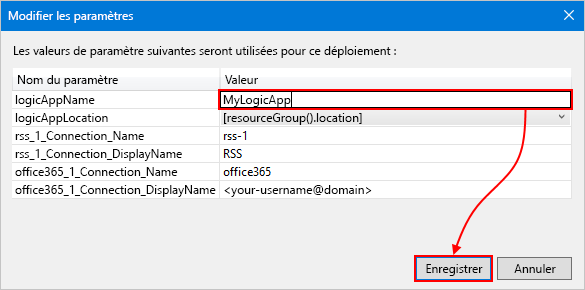 Modifier les paramètres
Les valeurs de paramètre suivantes seront utilisées pour ce déploiement :
Nom du paramètre Valeur
logicAppName MyLogicApp
logicAppLocation [resourceGroup().location]
rss_1_Connection_Name rss-1
rss_1_Connection_DisplayName RSS
office365_1_Connection_Name office365
office365_1_Connection_DisplayName <your-username@domain>
Enregistrer Annuler